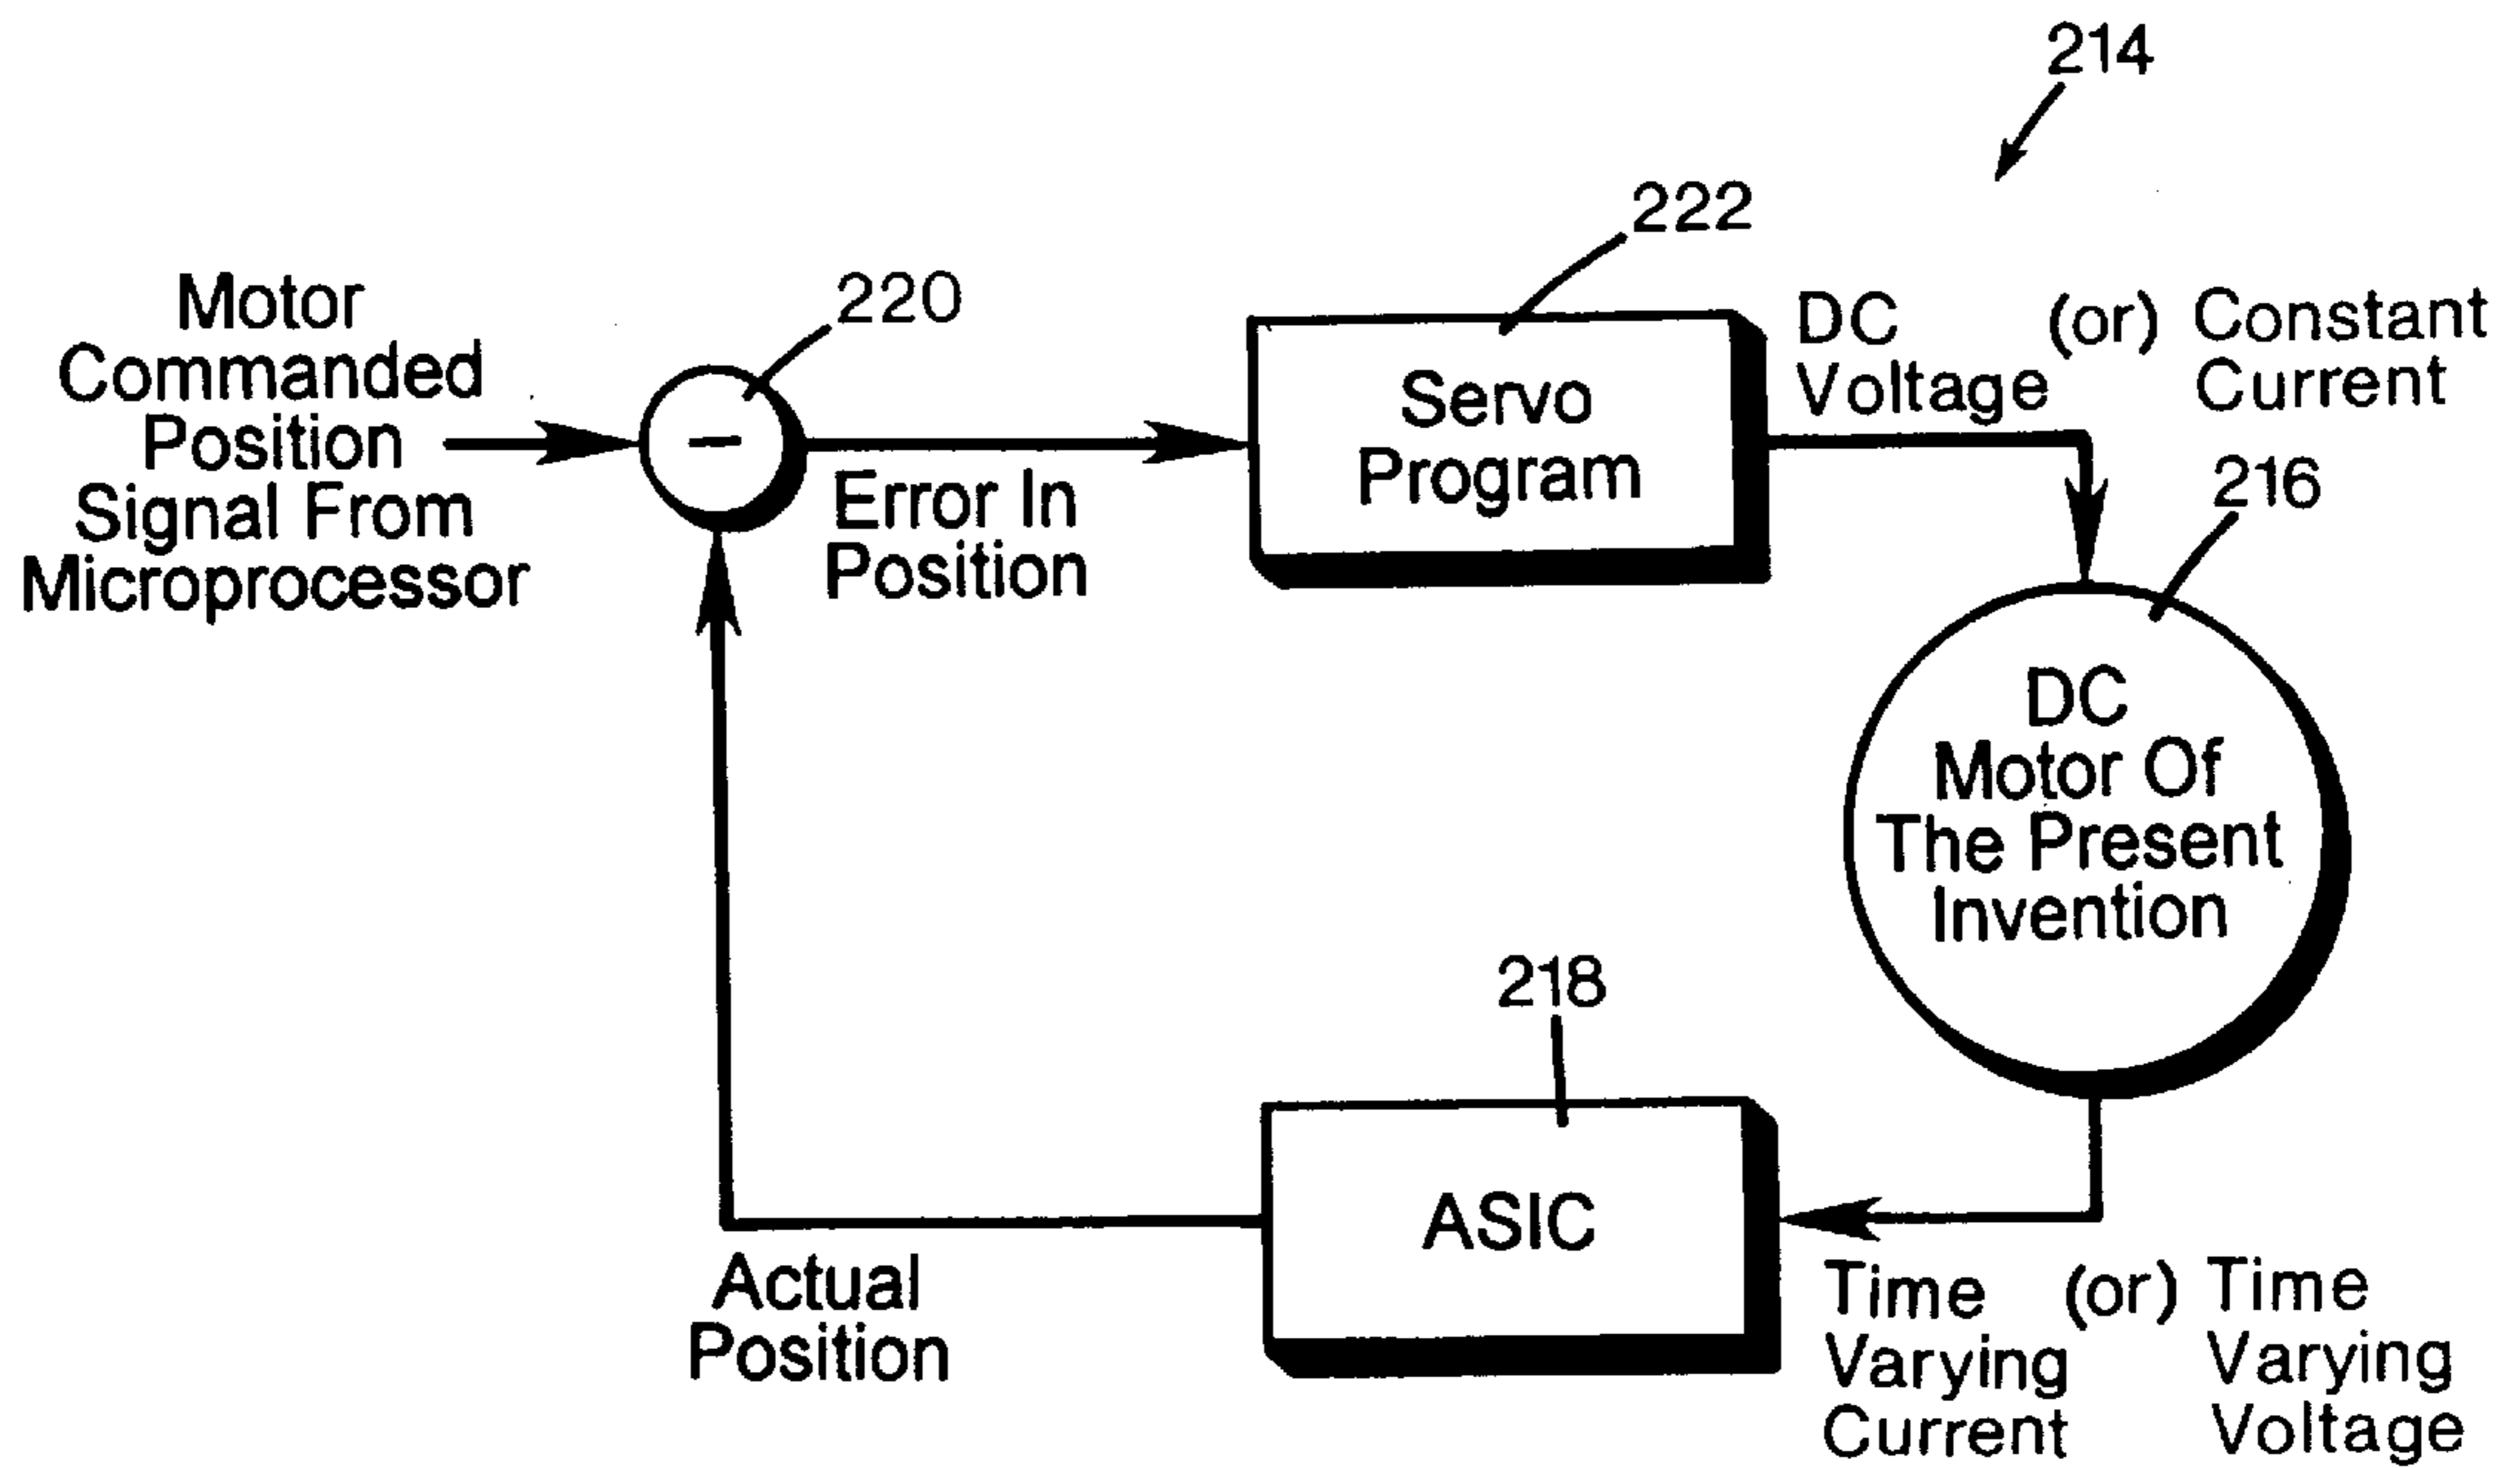 214
222
220
Motor
Commanded
Position
Signal From
Microprocessor
-
Error In
Position
Servo
Program
DC (or) Constant
Voltage Current
216
DC
Motor Of
The Present
Invention
218
ASIC
Actual
Position
Time (or) Time
Varying Varying
Current Voltage